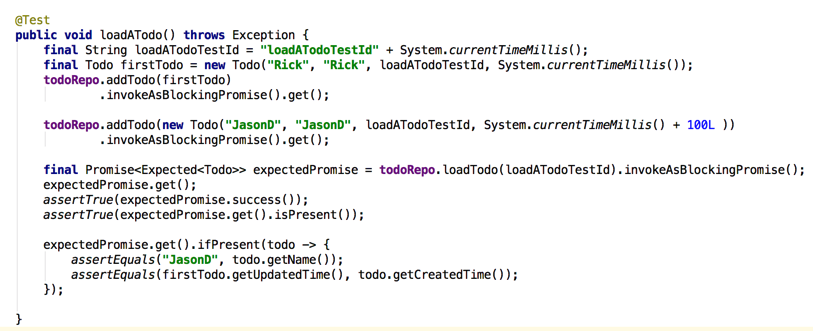 @Test
public void loadATodo() throws Exception {
    final String loadATodoTestId = "loadATodoTestId" + System.currentTimeMillis();
    final Todo firstTodo = new Todo("Rick", "Rick", loadATodoTestId, System.currentTimeMillis());
    todoRepo.addTodo(firstTodo)
            .invokeAsBlockingPromise().get();
    todoRepo.addTodo(new Todo("JasonD", "JasonD", loadATodoTestId, System.currentTimeMillis() + 100L ))
            .invokeAsBlockingPromise().get();
    final Promise<Expected<Todo>> expectedPromise = todoRepo.loadTodo(loadATodoTestId).invokeAsBlockingPromise();
    expectedPromise.get();
    assertTrue(expectedPromise.success());
    assertTrue(expectedPromise.get().isPresent());
    expectedPromise.get().ifPresent(todo -> {
        assertEquals("JasonD", todo.getName());
        assertEquals(firstTodo.getUpdatedTime(), todo.getCreatedTime());
    });
}